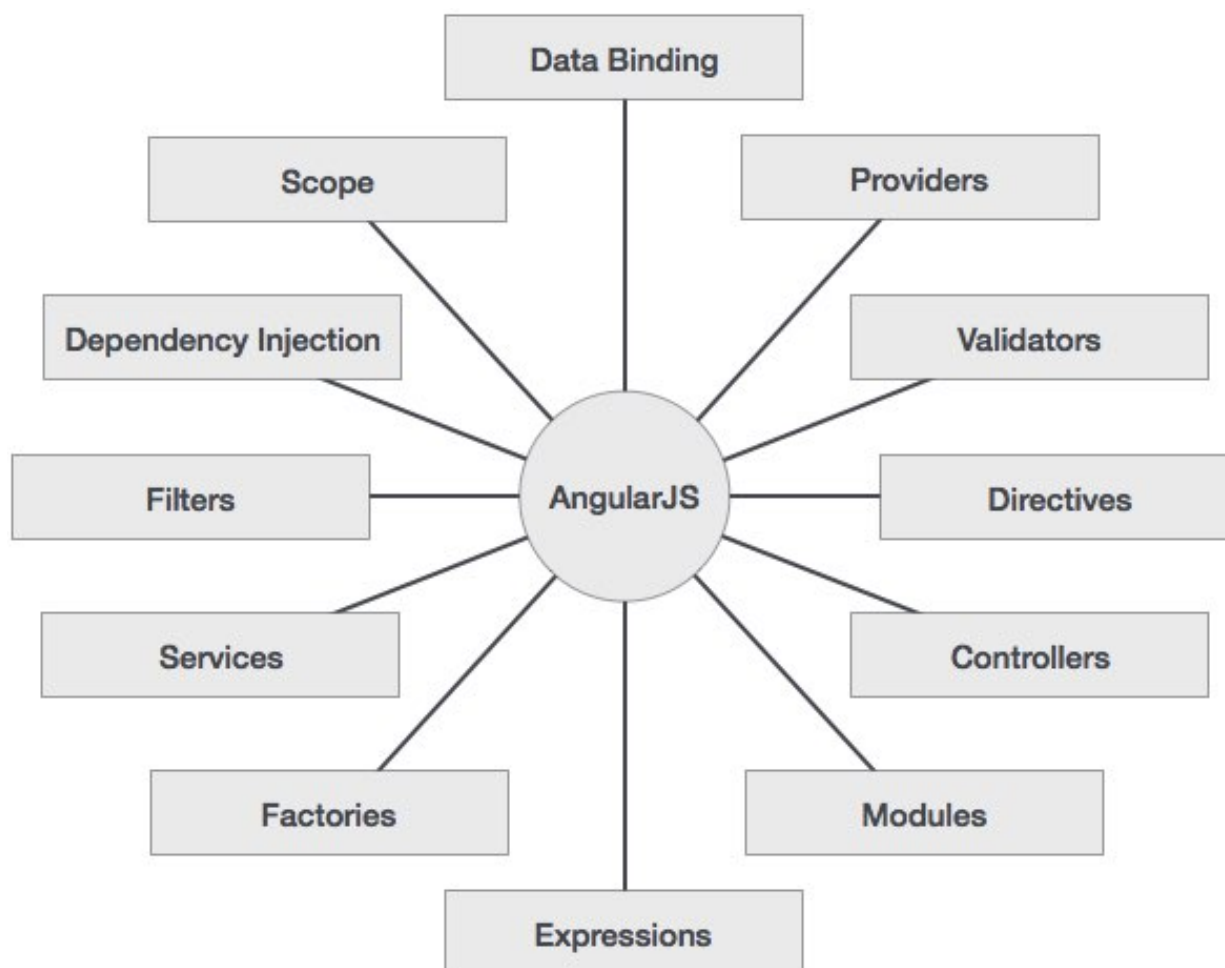 Data Binding
Scope
Providers
Dependency Injection
Validators
Filters
AngularJS
Directives
Services
Controllers
Factories
Modules
Expressions